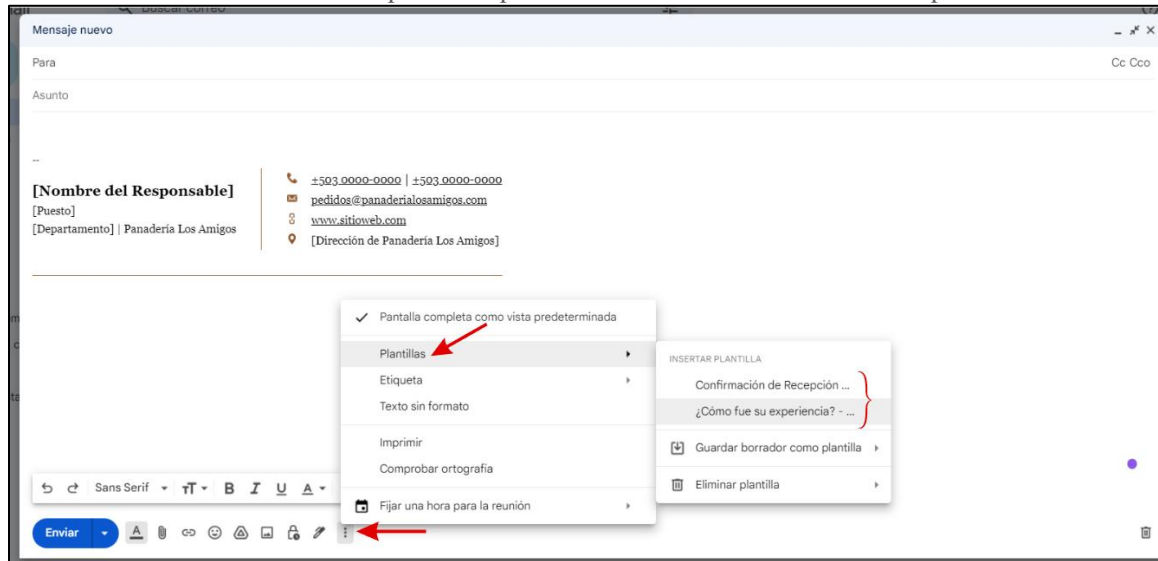 Buscar correo
Mensaje nuevo
Para
Cc Cco
Asunto
--
[Nombre del Responsable]
[Puesto]
[Departamento] | Panadería Los Amigos
+503 0000-0000 | +503 0000-0000
pedidos@panaderialosamigos.com
www.sitioweb.com
[Dirección de Panadería Los Amigos]
Pantalla completa como vista predeterminada
Plantillas
Etiqueta
Texto sin formato
Imprimir
Comprobar ortografía
Fijar una hora para la reunión
INSERTAR PLANTILLA
Confirmación de Recepción ...
¿Cómo fue su experiencia? - ...
Guardar borrador como plantilla
Eliminar plantilla
Sans Serif
B I U A
Enviar
A